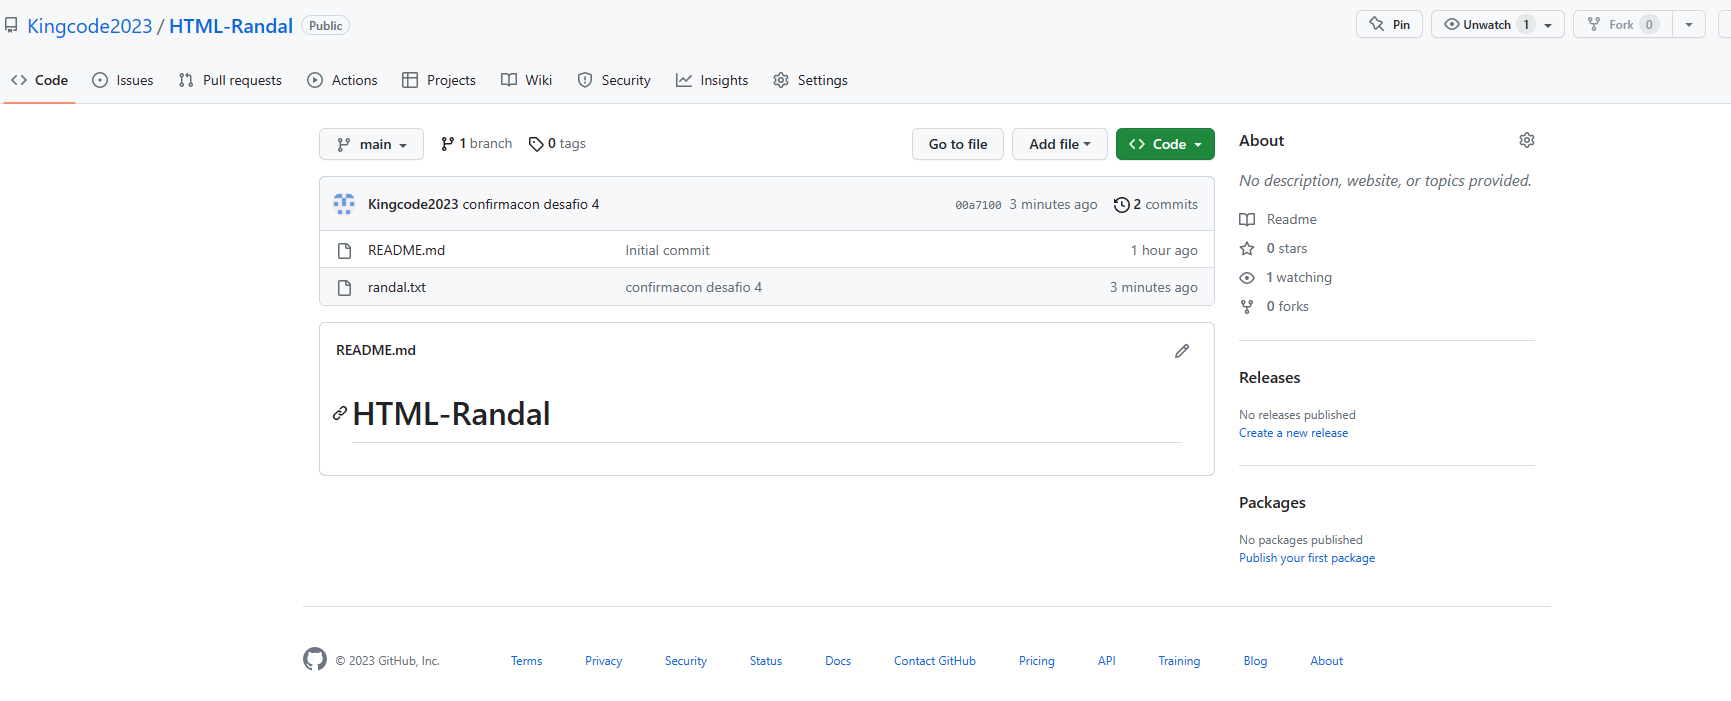 Kingcode2023 / HTML-Randal Public Pin Unwatch 1 Fork 0
Code Issues Pull requests Actions Projects Wiki Security Insights Settings
main 1 branch 0 tags Go to file Add file Code
Kingcode2023 confirmacon desafio 4 00a7100 3 minutes ago 2 commits
README.md Initial commit 1 hour ago
randal.txt confirmacon desafio 4 3 minutes ago
README.md
HTML-Randal
About
No description, website, or topics provided.
Readme
0 stars
1 watching
0 forks
Releases
No releases published
Create a new release
Packages
No packages published
Publish your first package
© 2023 GitHub, Inc. Terms Privacy Security Status Docs Contact GitHub Pricing API Training Blog About